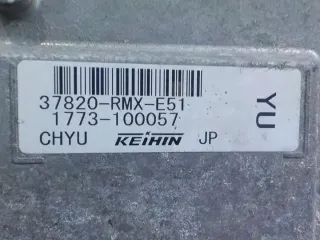 37820-RMX-E51
1773-100057
CHYU KEIHIN JP
YU